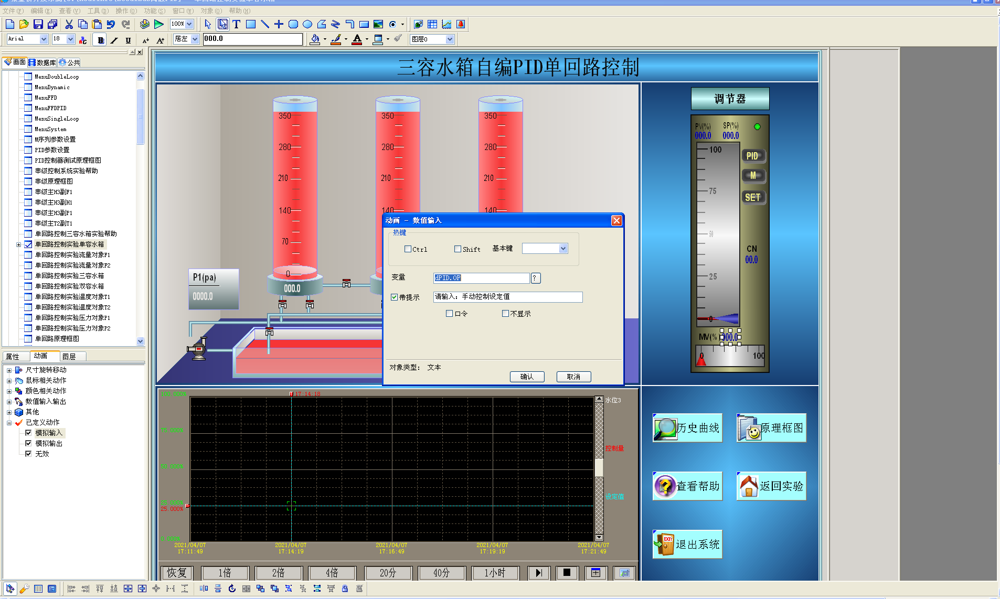 文件(F) 编辑(E) 查看(V) 工具(D) 操作(O) 功能(S) 窗口(W) 对象(O) 帮助(H)
100%
Arial 18 居左 000.0 图层0
画面 数据库 公共
MenuDoubleLoop
MenuDynamic
MenuFFD
MenuFFDPID
MenuSingleLoop
MenuSystem
M序列参数设置
PID参数设置
PID控制器测试原理框图
串级控制系统实验帮助
串级原理框图
串级主H3副F1
串级主H3副H1
串级主H3副P1
串级主T2副T1
单回路控制三容水箱实验帮助
单回路控制实验单容水箱
单回路控制实验流量对象F1
单回路控制实验流量对象F2
单回路控制实验三容水箱
单回路控制实验双容水箱
单回路控制实验温度对象T1
单回路控制实验温度对象T2
单回路控制实验压力对象P1
单回路控制实验压力对象P2
单回路原理框图
属性 动画 图层
尺寸旋转移动
鼠标相关动作
颜色相关动作
数值输入输出
其他
已定义动作
模拟输入
模拟输出
无效
三容水箱自编PID单回路控制
350 350 350
280 280 280
210 210 210
140 140 140
70
0
000.0
P1(pa)
0000.0
动画 - 数值输入
热键
Ctrl Shift 基本键
变量 dPID.OP ?
带提示 请输入：手动控制设定值
口令 不显示
对象类型： 文本
确认 取消
调节器
PV(%) SP(%)
000.0 000.0
100
75
50
25
0
PID
M
SET
CN
00.0
MV(%) 000.0
0 100
100.000%
75.000%
50.000%
25.000%
25.000%
0.000%
17:14:18
水位3
控制量
设定值
2021/04/07 2021/04/07 2021/04/07 2021/04/07 2021/04/07
17:11:49 17:14:19 17:16:49 17:19:19 17:21:49
恢复 1倍 2倍 4倍 20分 40分 1小时
历史曲线 原理框图
查看帮助 返回实验
EXIT 退出系统